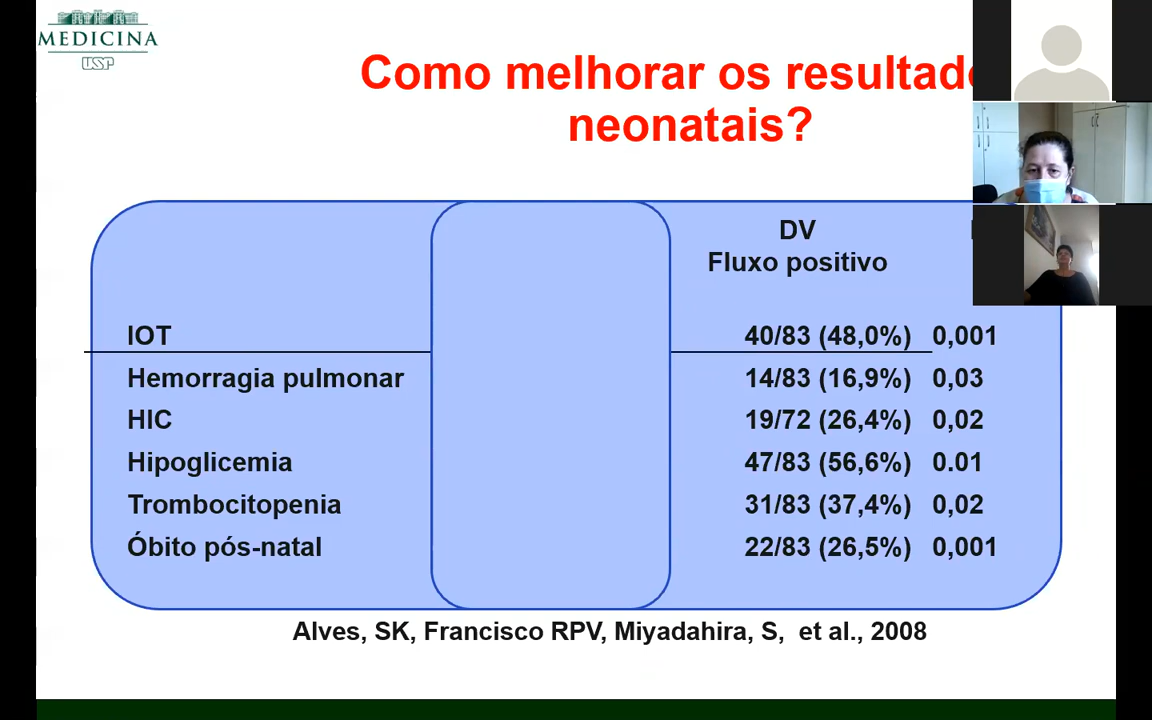 MEDICINA
USP
Como melhorar os
neonatais?
DV
Fluxo positivo
IOT 40/83 (48,0%) 0,001
Hemorragia pulmonar 14/83 (16,9%) 0,03
HIC 19/72 (26,4%) 0,02
Hipoglicemia 47/83 (56,6%) 0.01
Trombocitopenia 31/83 (37,4%) 0,02
Óbito pós-natal 22/83 (26,5%) 0,001
Alves, SK, Francisco RPV, Miyadahira, S, et al., 2008